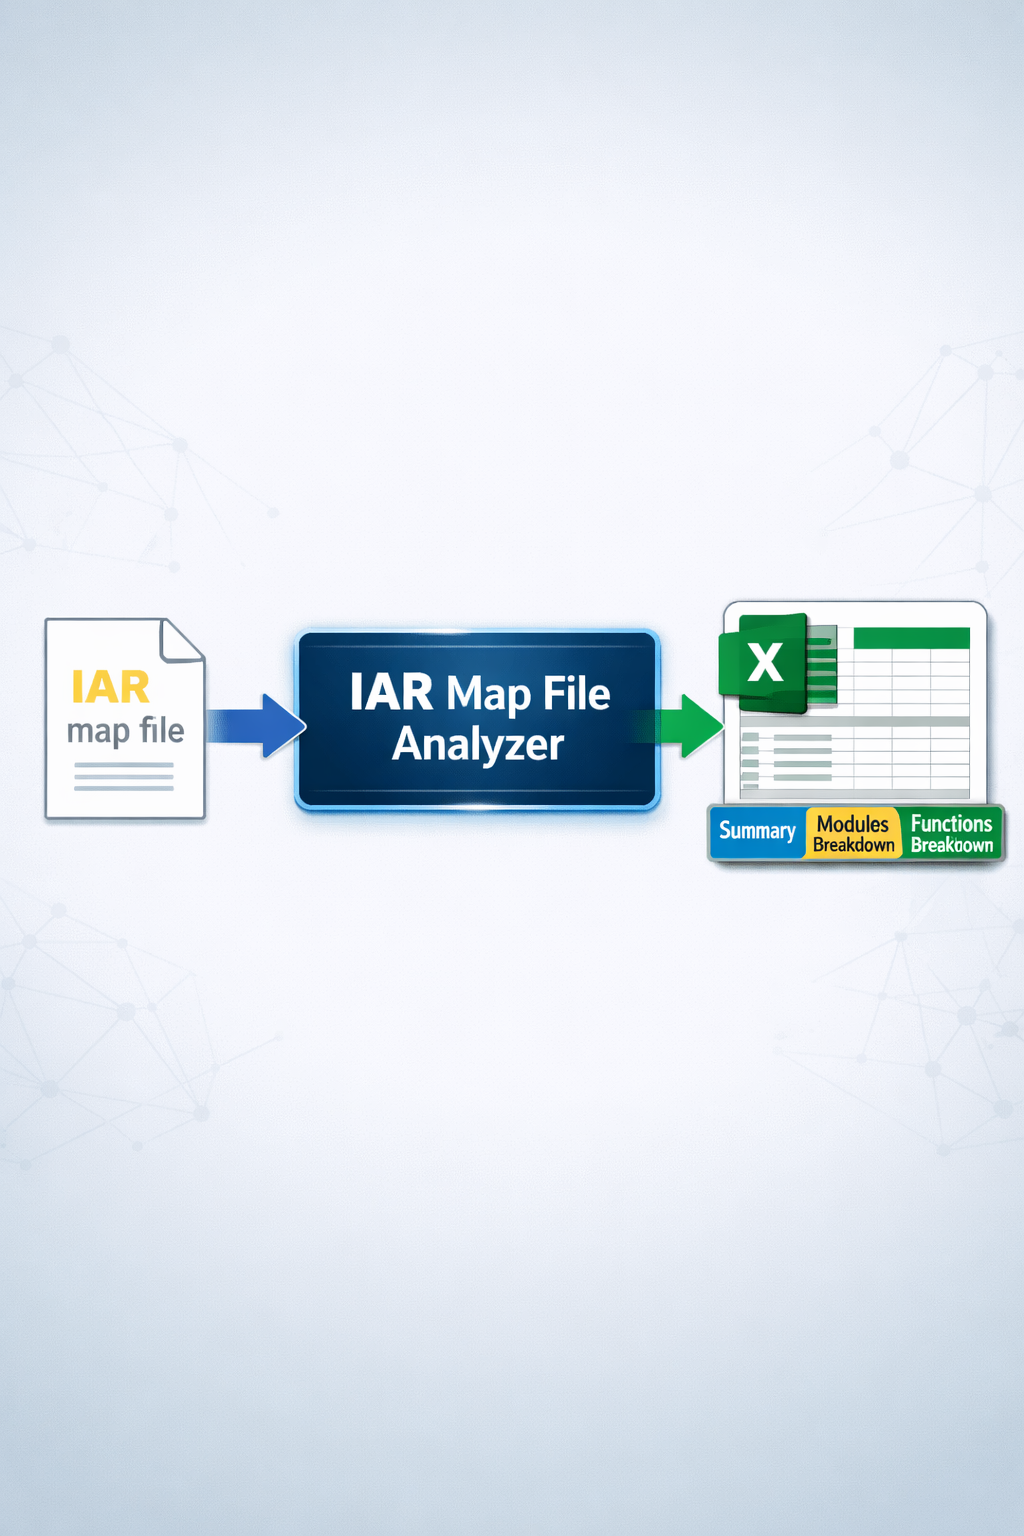 IAR
map file
IAR Map File
Analyzer
X
Summary
Modules
Breakdown
Functions
Breakdown